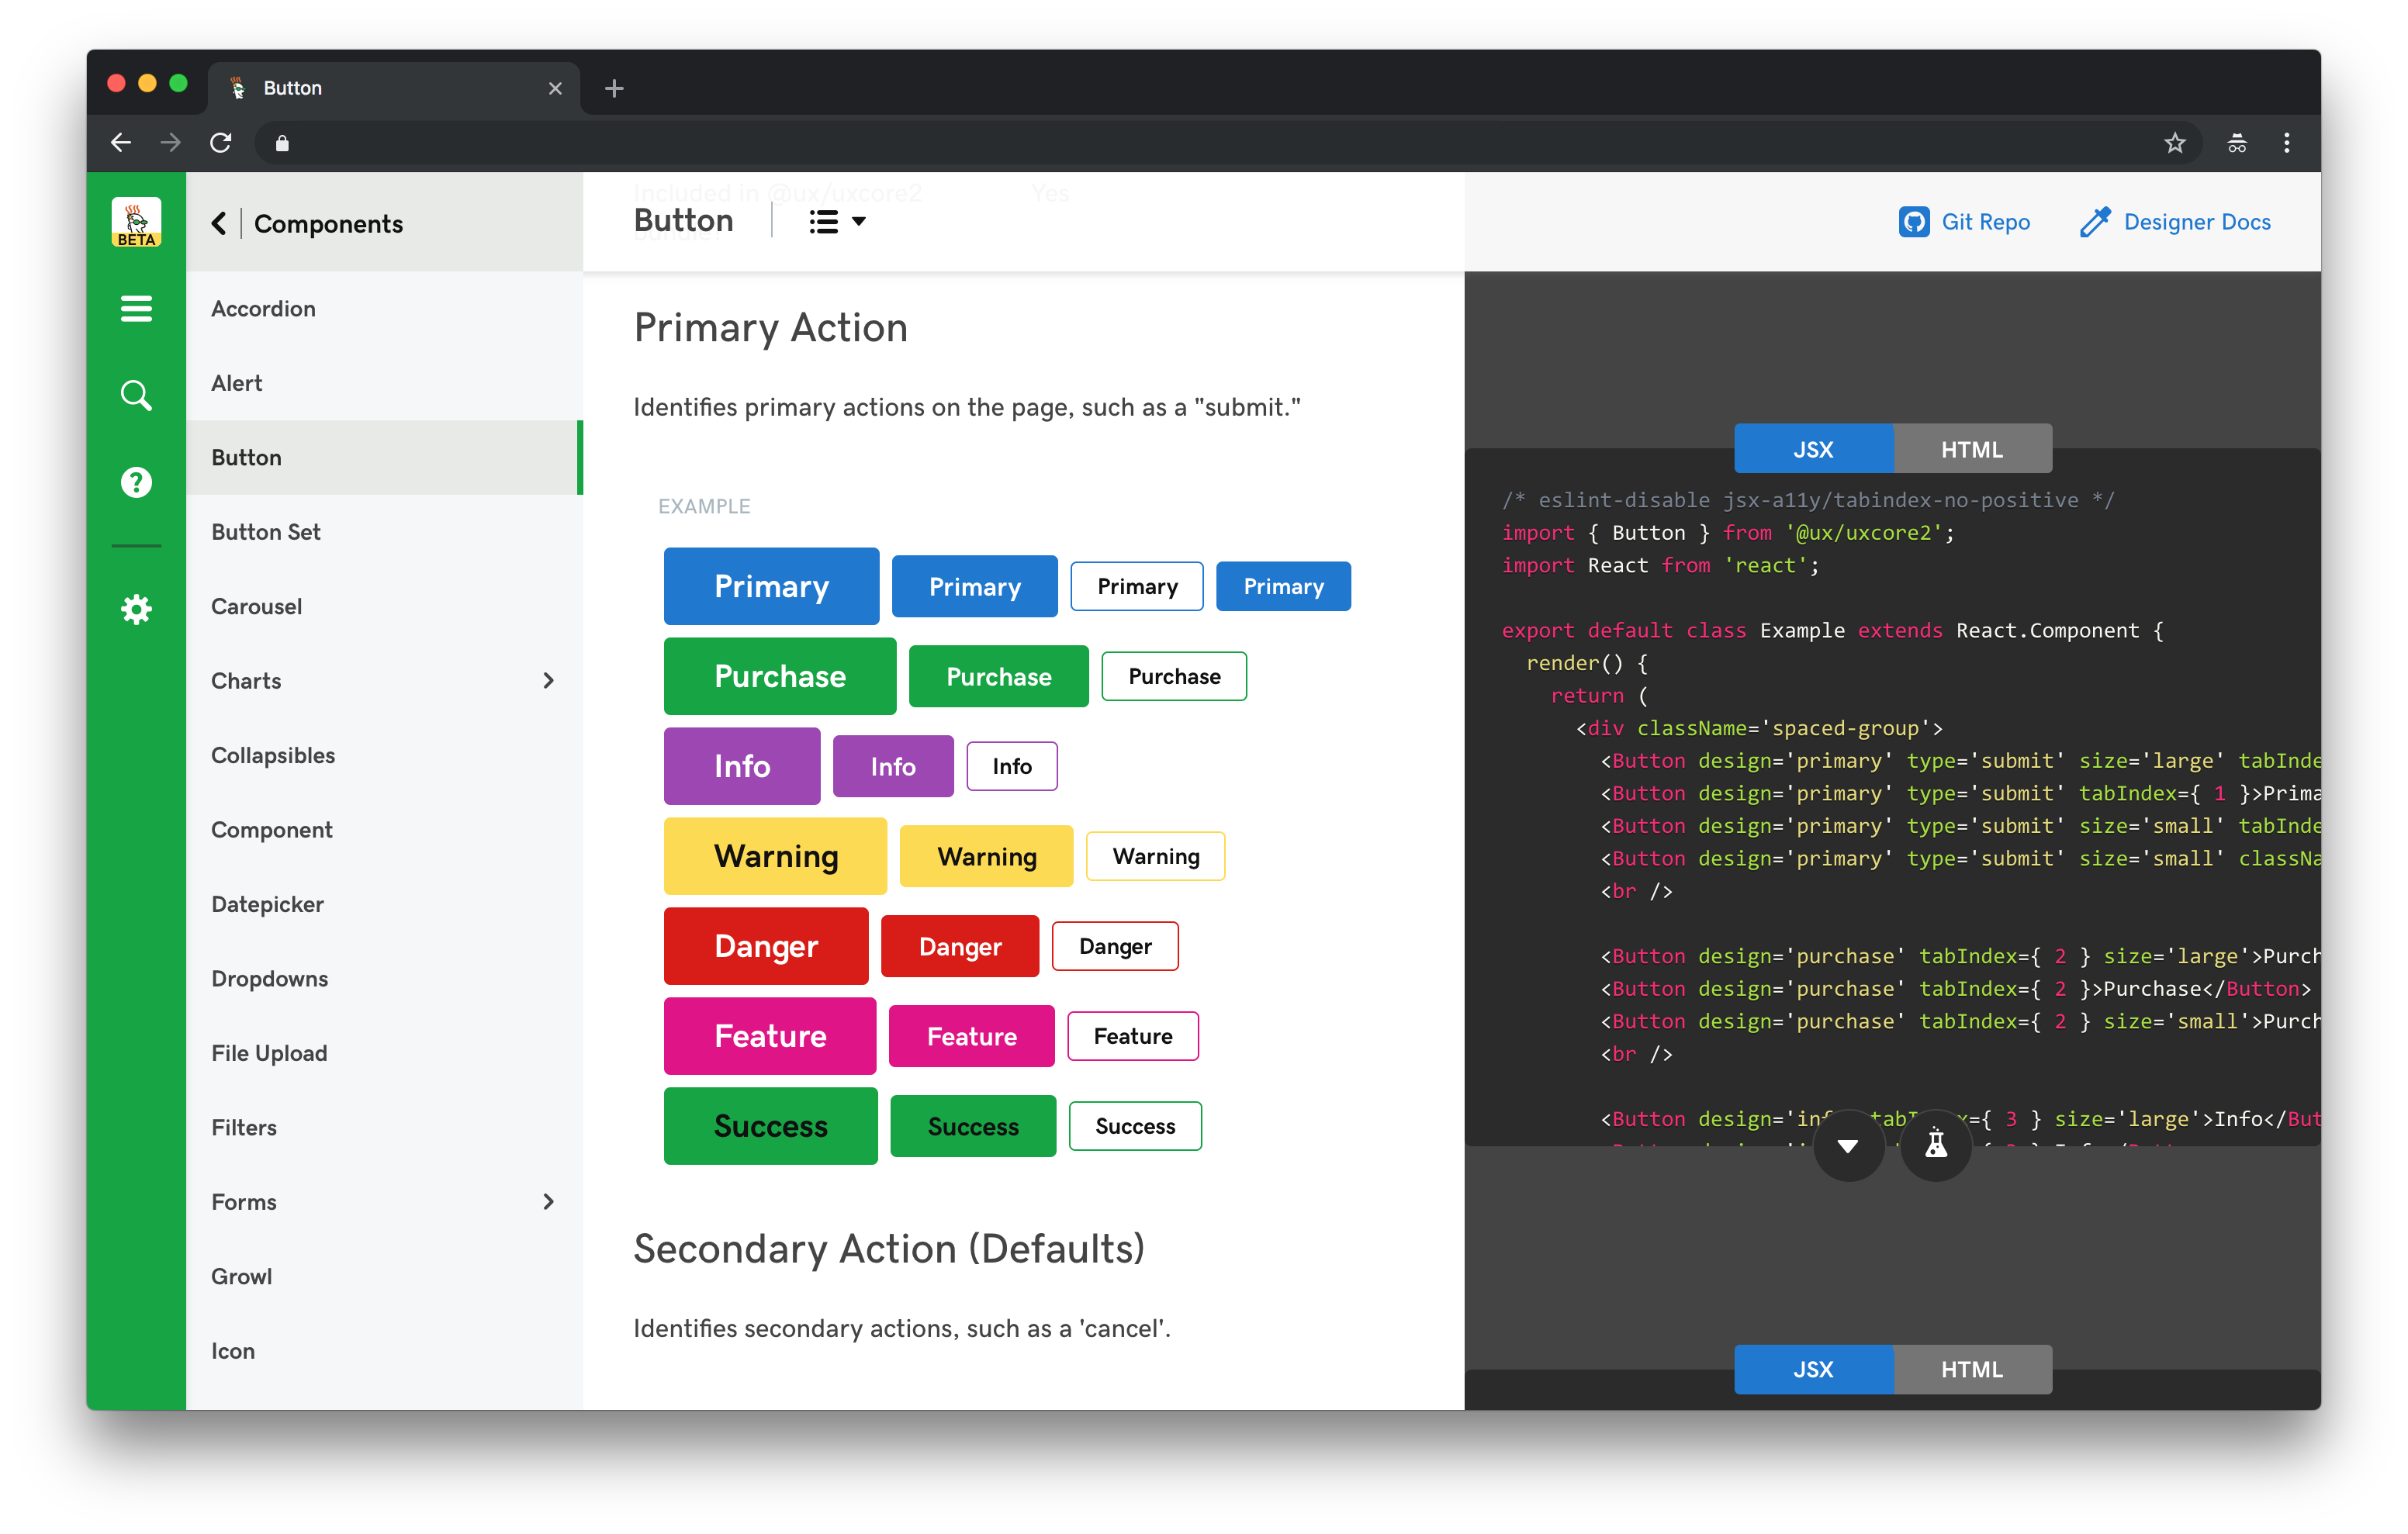 Button
BETA
Components
Accordion
Alert
Button
Button Set
Carousel
Charts
Collapsibles
Component
Datepicker
Dropdowns
File Upload
Filters
Forms
Growl
Icon
Included in @ux/uxcore2 Yes
Button
Git Repo
Designer Docs
Primary Action
Identifies primary actions on the page, such as a "submit."
EXAMPLE
Primary Primary Primary Primary
Purchase Purchase Purchase
Info Info Info
Warning Warning Warning
Danger Danger Danger
Feature Feature Feature
Success Success Success
Secondary Action (Defaults)
Identifies secondary actions, such as a 'cancel'.
JSX HTML
/* eslint-disable jsx-a11y/tabindex-no-positive */
import { Button } from '@ux/uxcore2';
import React from 'react';
export default class Example extends React.Component {
render() {
return (
<div className='spaced-group'>
<Button design='primary' type='submit' size='large' tabInde
<Button design='primary' type='submit' tabIndex={ 1 }>Prima
<Button design='primary' type='submit' size='small' tabInde
<Button design='primary' type='submit' size='small' classNa
<br />
<Button design='purchase' tabIndex={ 2 } size='large'>Purch
<Button design='purchase' tabIndex={ 2 }>Purchase</Button>
<Button design='purchase' tabIndex={ 2 } size='small'>Purch
<br />
<Button design='inf tabI x={ 3 } size='large'>Info</But
JSX HTML